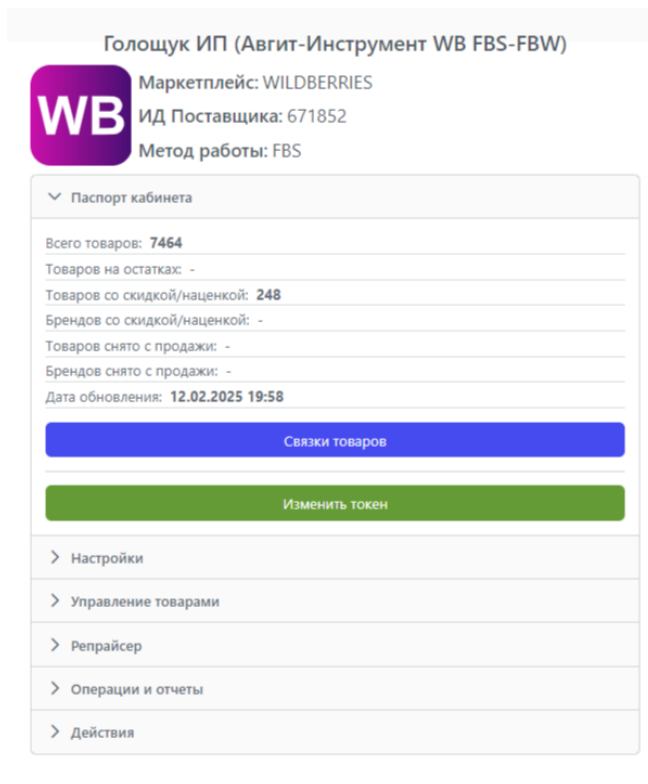 Голощук ИП (Авгит-Инструмент WB FBS-FBW)
WB
Маркетплейс: WILDBERRIES
ИД Поставщика: 671852
Метод работы: FBS
Паспорт кабинета
Всего товаров: 7464
Товаров на остатках: -
Товаров со скидкой/наценкой: 248
Брендов со скидкой/наценкой: -
Товаров снято с продажи: -
Брендов снято с продажи: -
Дата обновления: 12.02.2025 19:58
Связки товаров
Изменить токен
Настройки
Управление товарами
Репрайсер
Операции и отчеты
Действия